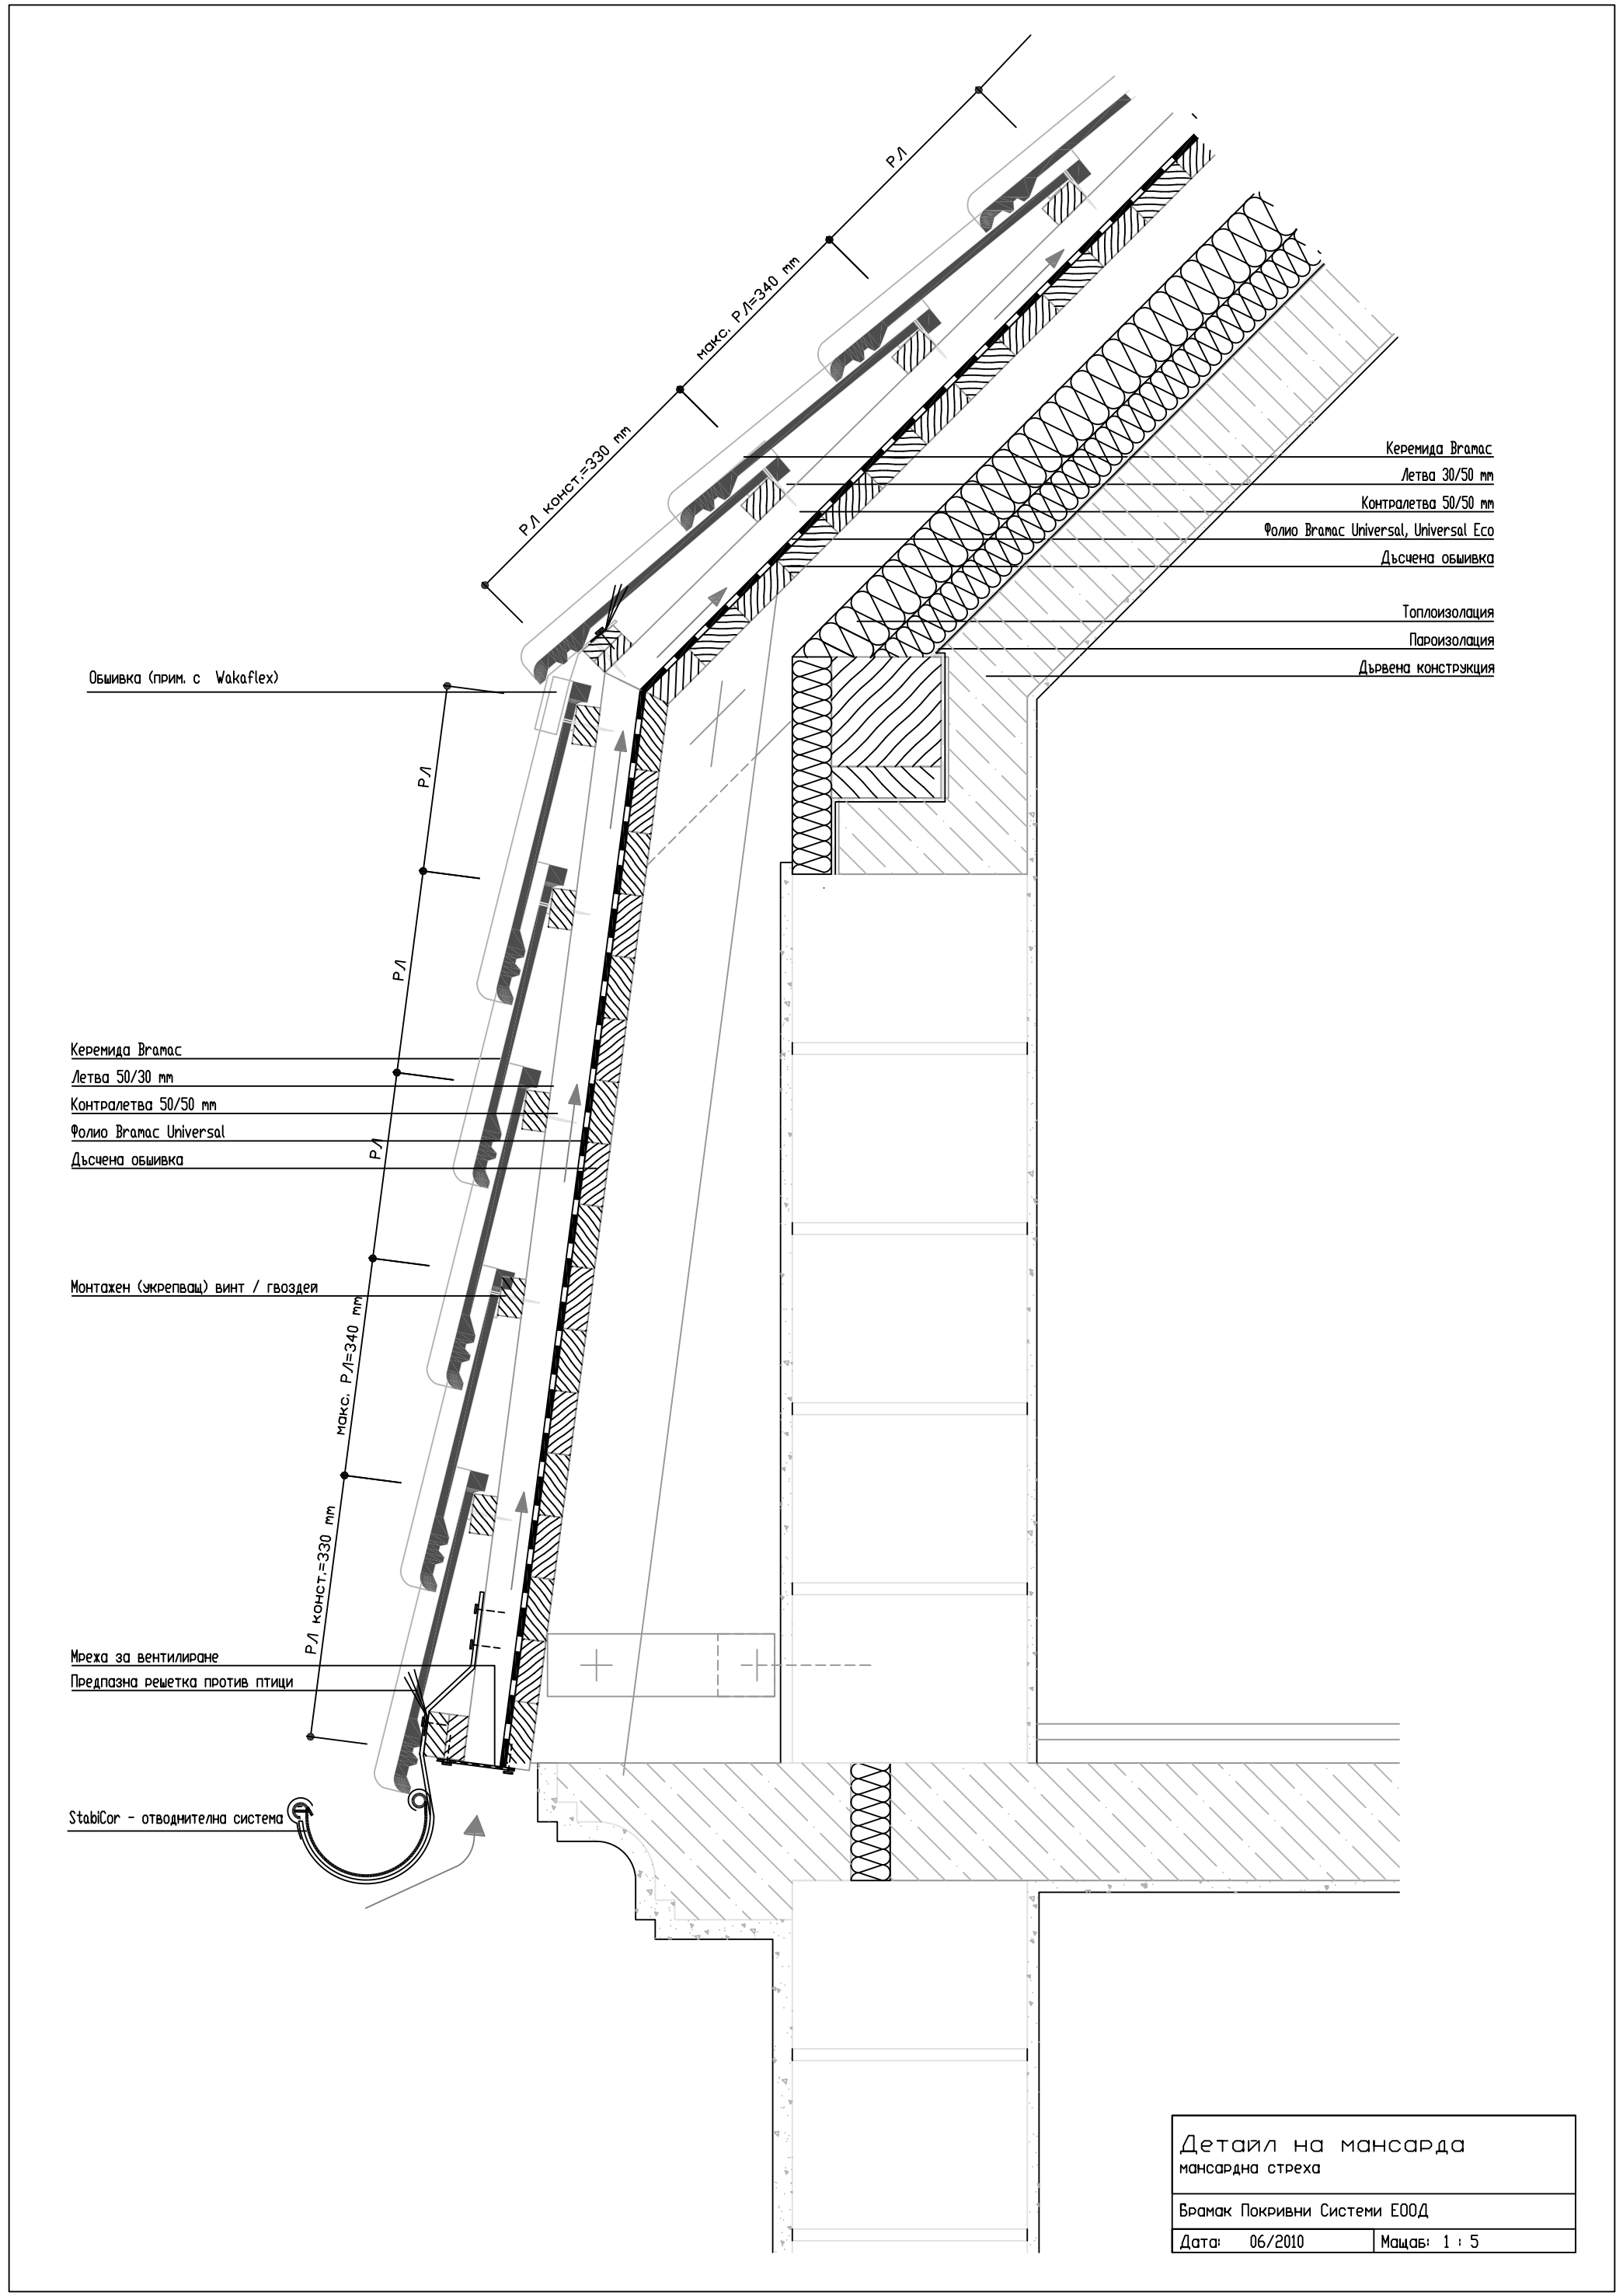 РЛ
макс. РЛ=340 mm
РЛ конст.=330 mm
Керемида Bramac
Летва 30/50 mm
Контралетва 50/50 mm
Фолио Bramac Universal, Universal Eco
Дъсчена обшивка
Топлоизолация
Пароизолация
Дървена конструкция
Обшивка (прим. с Wakaflex)
РЛ
РЛ
Керемида Bramac
Летва 50/30 mm
Контралетва 50/50 mm
Фолио Bramac Universal
РЛ
Дъсчена обшивка
Монтажен (укрепващ) винт / гвоздей
макс. РЛ=340 mm
РЛ конст.=330 mm
Мрежа за вентилиране
Предпазна решетка против птици
StabiCor - отводнителна система
Детайл на мансарда
мансардна стреха
Брамак Покривни Системи ЕООД
Дата: 06/2010
Мащаб: 1 : 5